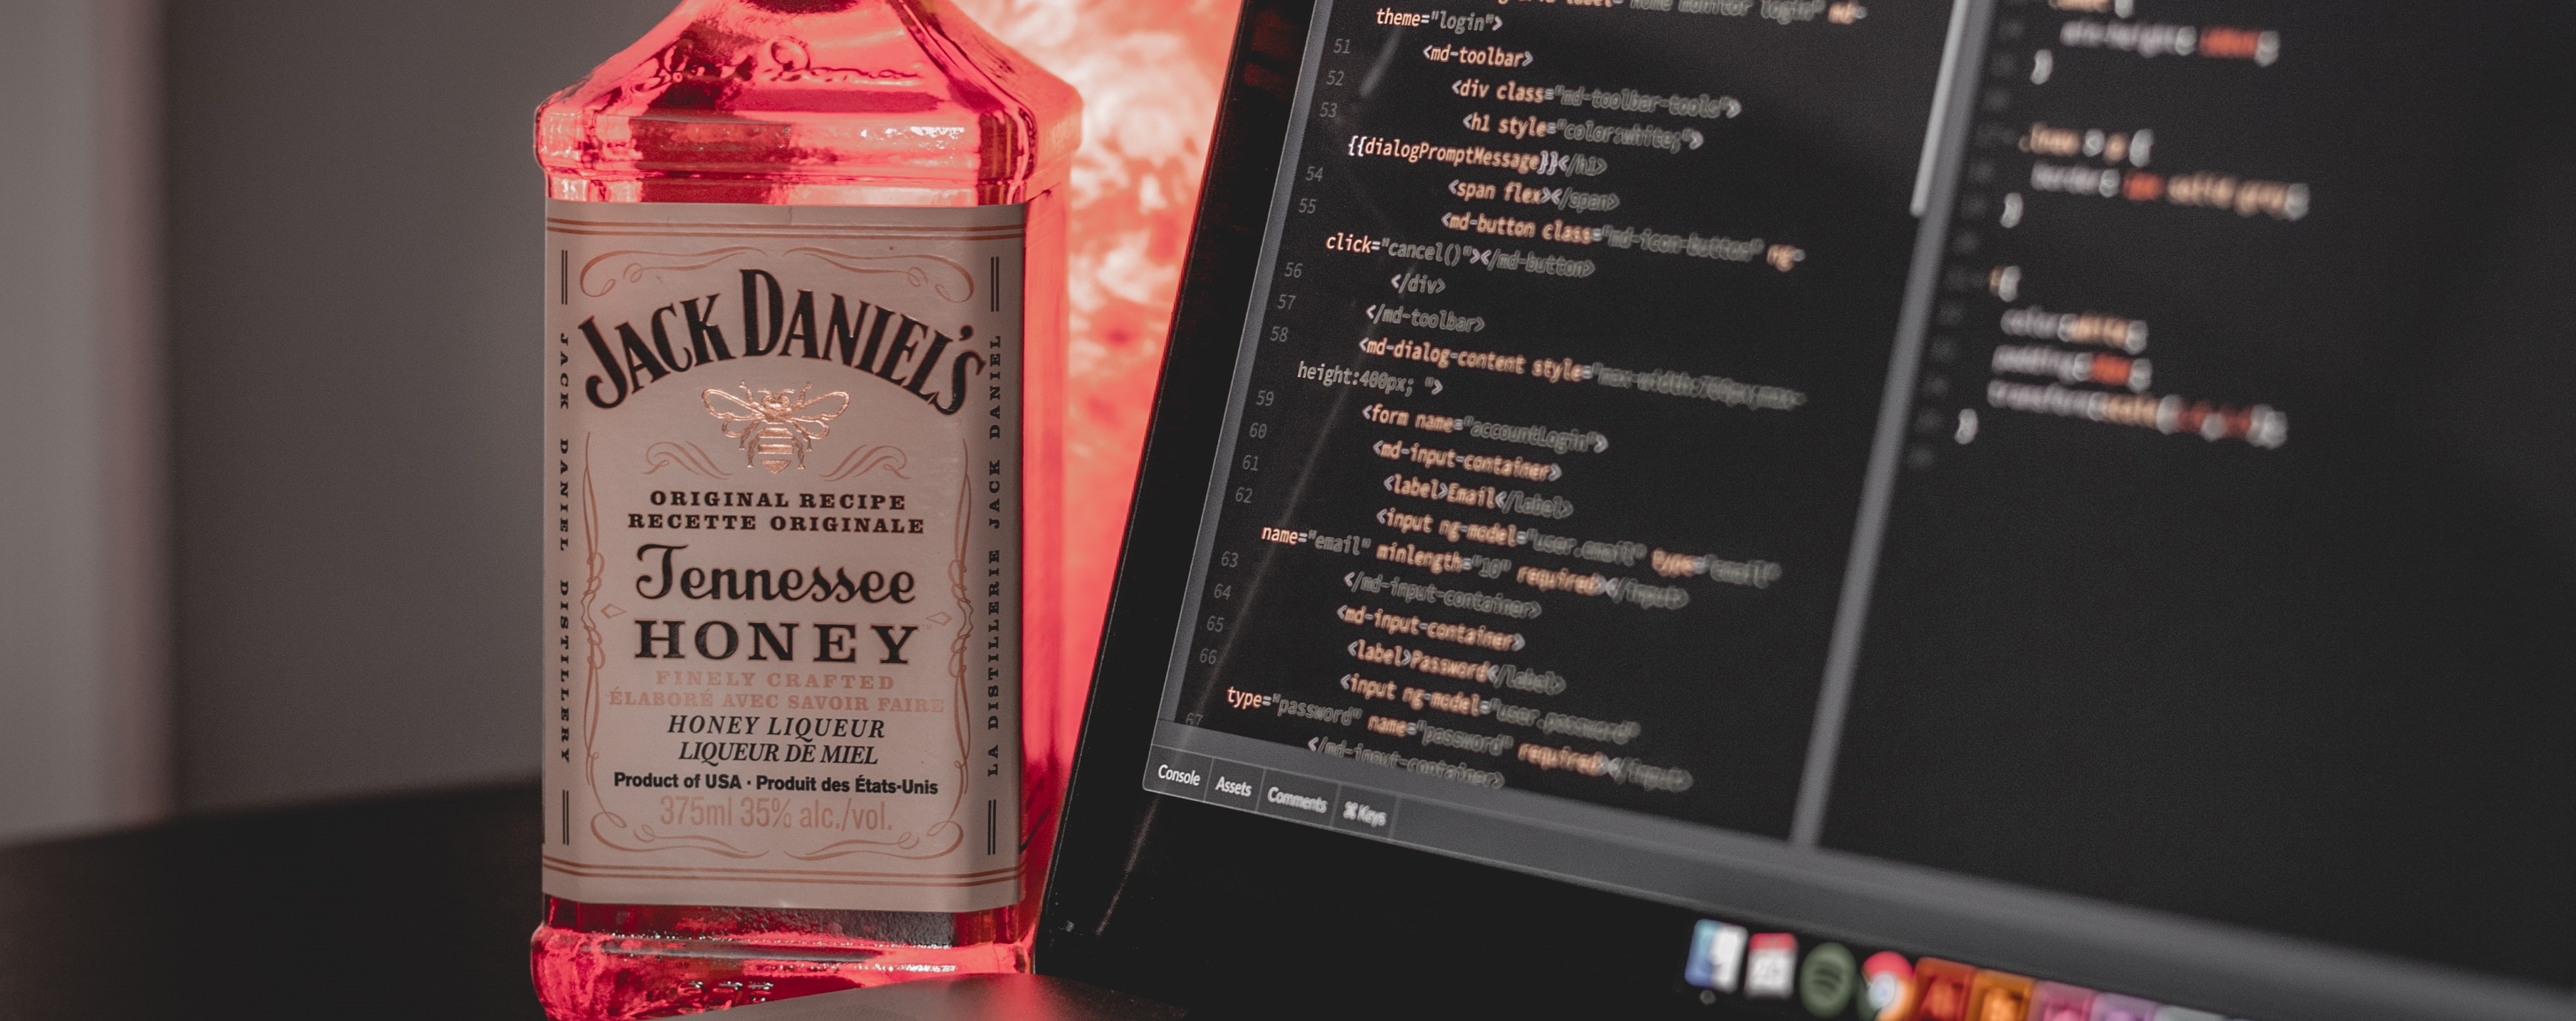 JACK DANIEL'S
ORIGINAL RECIPE
RECETTE ORIGINALE
Tennessee
HONEY
FINELY CRAFTED
ÉLABORÉ AVEC SAVOIR FAIRE
HONEY LIQUEUR
LIQUEUR DE MIEL
Product of USA · Produit des États-Unis
375ml 35% alc./vol.
JACK DANIEL DISTILLERY
LA DISTILLERIE JACK DANIEL
theme="login">
51 <md-toolbar>
52 <div class="md-toolbar-tools">
53 <h1 style="color:white;">
{{dialogPromptMessage}}</h1>
54 <span flex></span>
55 <md-button class="md-icon-button" ng-
click="cancel()"></md-button>
56 </div>
57 </md-toolbar>
58 <md-dialog-content style="max-width:700px;max-
height:400px; ">
59 <form name="accountLogin">
60 <md-input-container>
61 <label>Email</label>
62 <input ng-model="user.email" type="email"
name="email" minlength="10" required></input>
63 </md-input-container>
64 <md-input-container>
65 <label>Password</label>
66 <input ng-model="user.password"
type="password" name="password" required></input>
67 </md-input-container>
Console Assets Comments ⌘ Keys